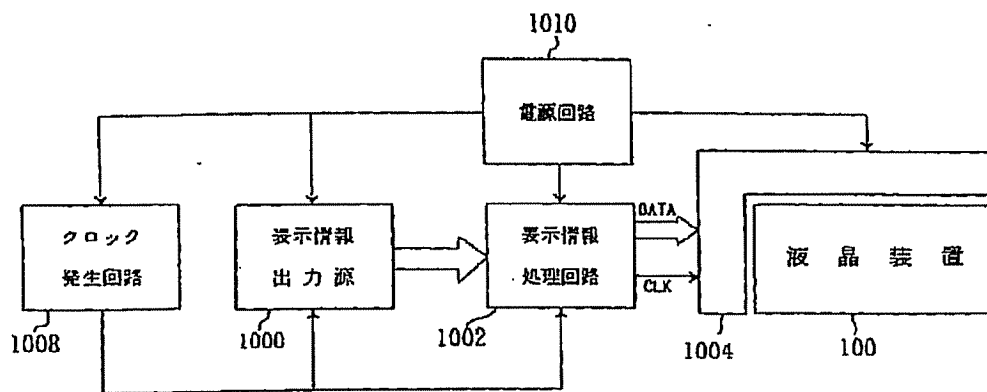 1010
電源回路
クロック
発生回路
表示情報
出力源
表示情報
処理回路
DATA
CLK
液晶装置
1008
1000
1002
1004
100